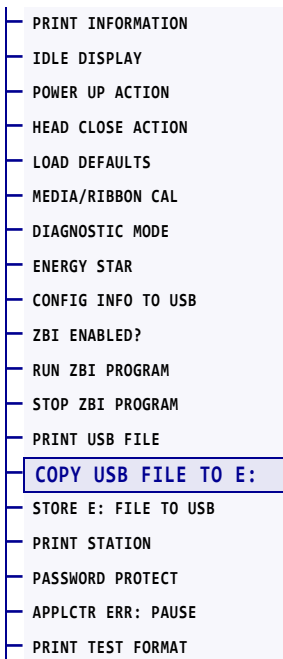 PRINT INFORMATION
IDLE DISPLAY
POWER UP ACTION
HEAD CLOSE ACTION
LOAD DEFAULTS
MEDIA/RIBBON CAL
DIAGNOSTIC MODE
ENERGY STAR
CONFIG INFO TO USB
ZBI ENABLED?
RUN ZBI PROGRAM
STOP ZBI PROGRAM
PRINT USB FILE
COPY USB FILE TO E:
STORE E: FILE TO USB
PRINT STATION
PASSWORD PROTECT
APPLCTR ERR: PAUSE
PRINT TEST FORMAT